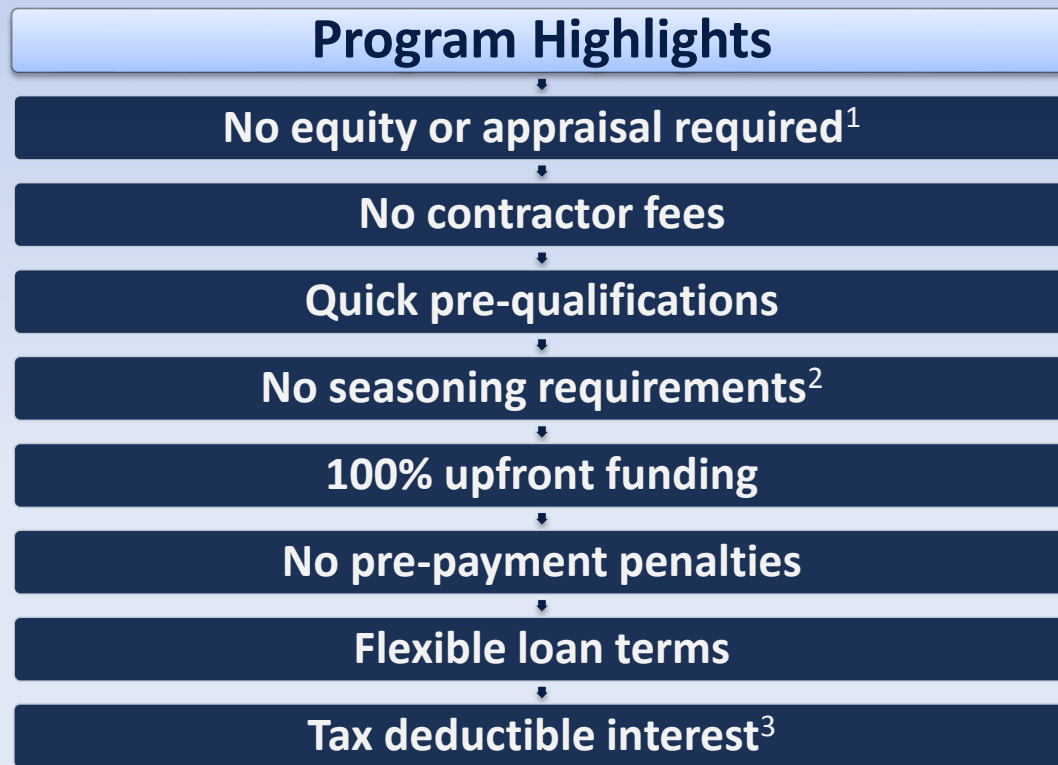 Program Highlights
No equity or appraisal required¹
No contractor fees
Quick pre-qualifications
No seasoning requirements²
100% upfront funding
No pre-payment penalties
Flexible loan terms
Tax deductible interest³